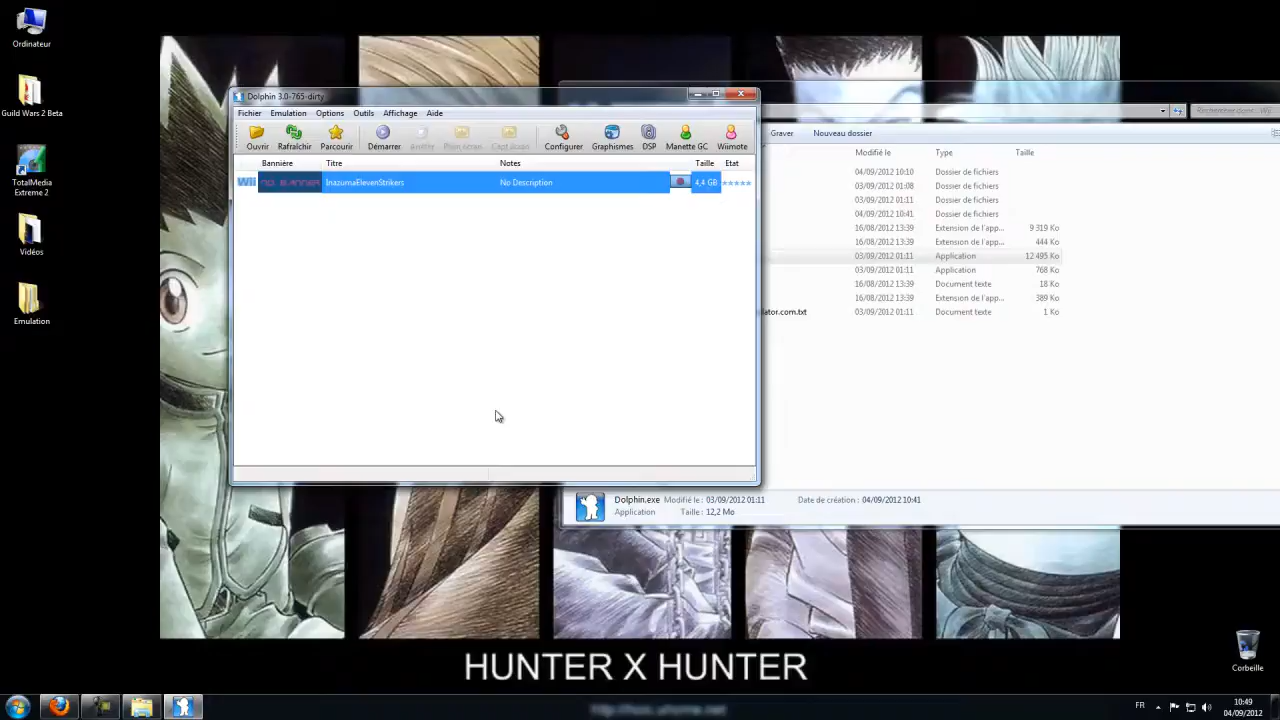 Ordinateur
Guild Wars 2 Beta
TotalMedia
Extreme 2
Vidéos
Emulation
Dolphin 3.0-765-dirty
Fichier Emulation Options Outils Affichage Aide
Ouvrir Rafraîchir Parcourir Démarrer Arrêter Plein écran Capt écran Configurer Graphismes DSP Manette GC Wiimote
Bannière Titre Notes Taille Etat
Wii NO BANNER InazumaElevenStrikers No Description 4,4 GB
Graver Nouveau dossier
Modifié le Type Taille
04/09/2012 10:10 Dossier de fichiers
03/09/2012 01:08 Dossier de fichiers
03/09/2012 01:11 Dossier de fichiers
04/09/2012 10:41 Dossier de fichiers
16/08/2012 13:39 Extension de l'app... 9 319 Ko
16/08/2012 13:39 Extension de l'app... 444 Ko
03/09/2012 01:11 Application 12 495 Ko
03/09/2012 01:11 Application 768 Ko
16/08/2012 13:39 Document texte 18 Ko
16/08/2012 13:39 Extension de l'app... 389 Ko
ator.com.txt 03/09/2012 01:11 Document texte 1 Ko
Dolphin.exe Modifié le : 03/09/2012 01:11 Date de création : 04/09/2012 10:41
Application Taille : 12,2 Mo
HUNTER X HUNTER
Corbeille
FR
10:49
04/09/2012